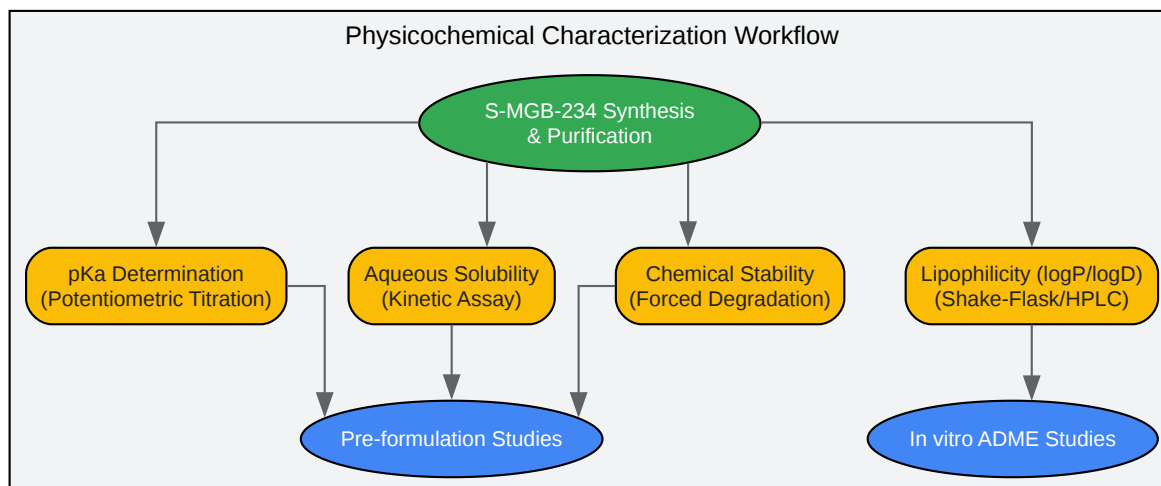 Physicochemical Characterization Workflow
S-MGB-234 Synthesis
& Purification
pKa Determination
(Potentiometric Titration)
Aqueous Solubility
(Kinetic Assay)
Chemical Stability
(Forced Degradation)
Lipophilicity (logP/logD)
(Shake-Flask/HPLC)
Pre-formulation Studies
In vitro ADME Studies